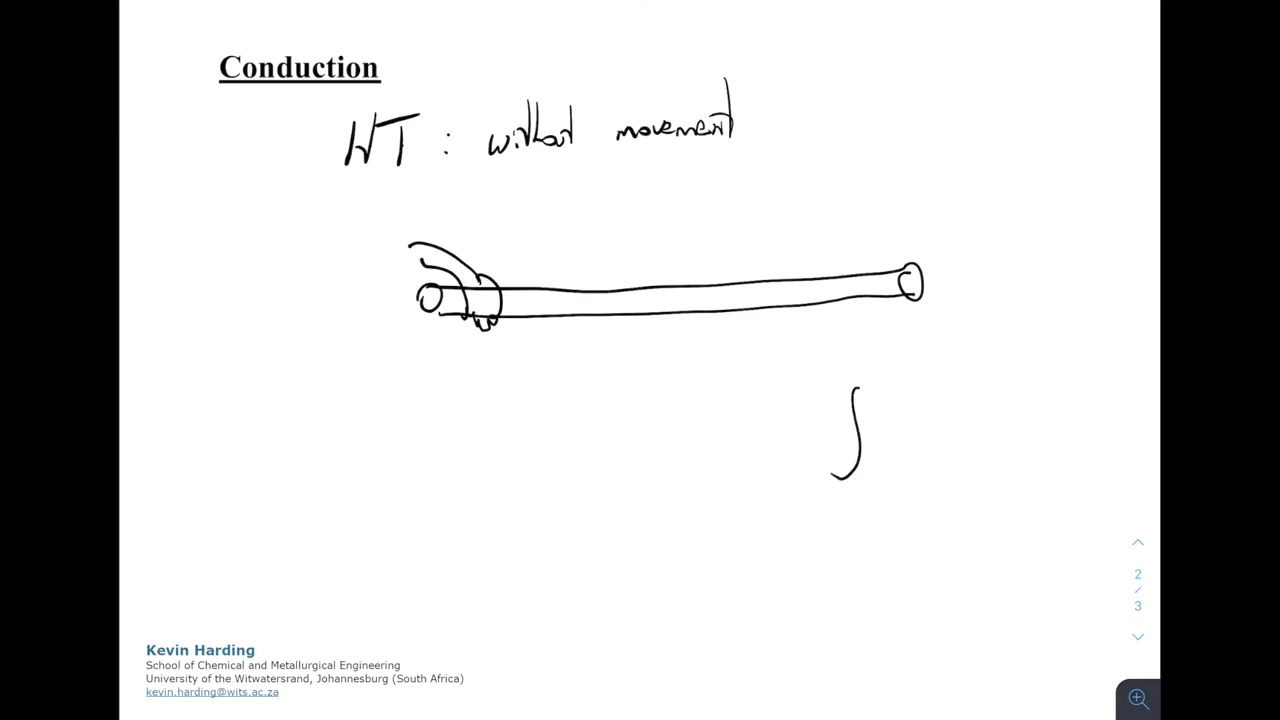 Conduction
HT : without movement
2
/
3
Kevin Harding
School of Chemical and Metallurgical Engineering
University of the Witwatersrand, Johannesburg (South Africa)
kevin.harding@wits.ac.za